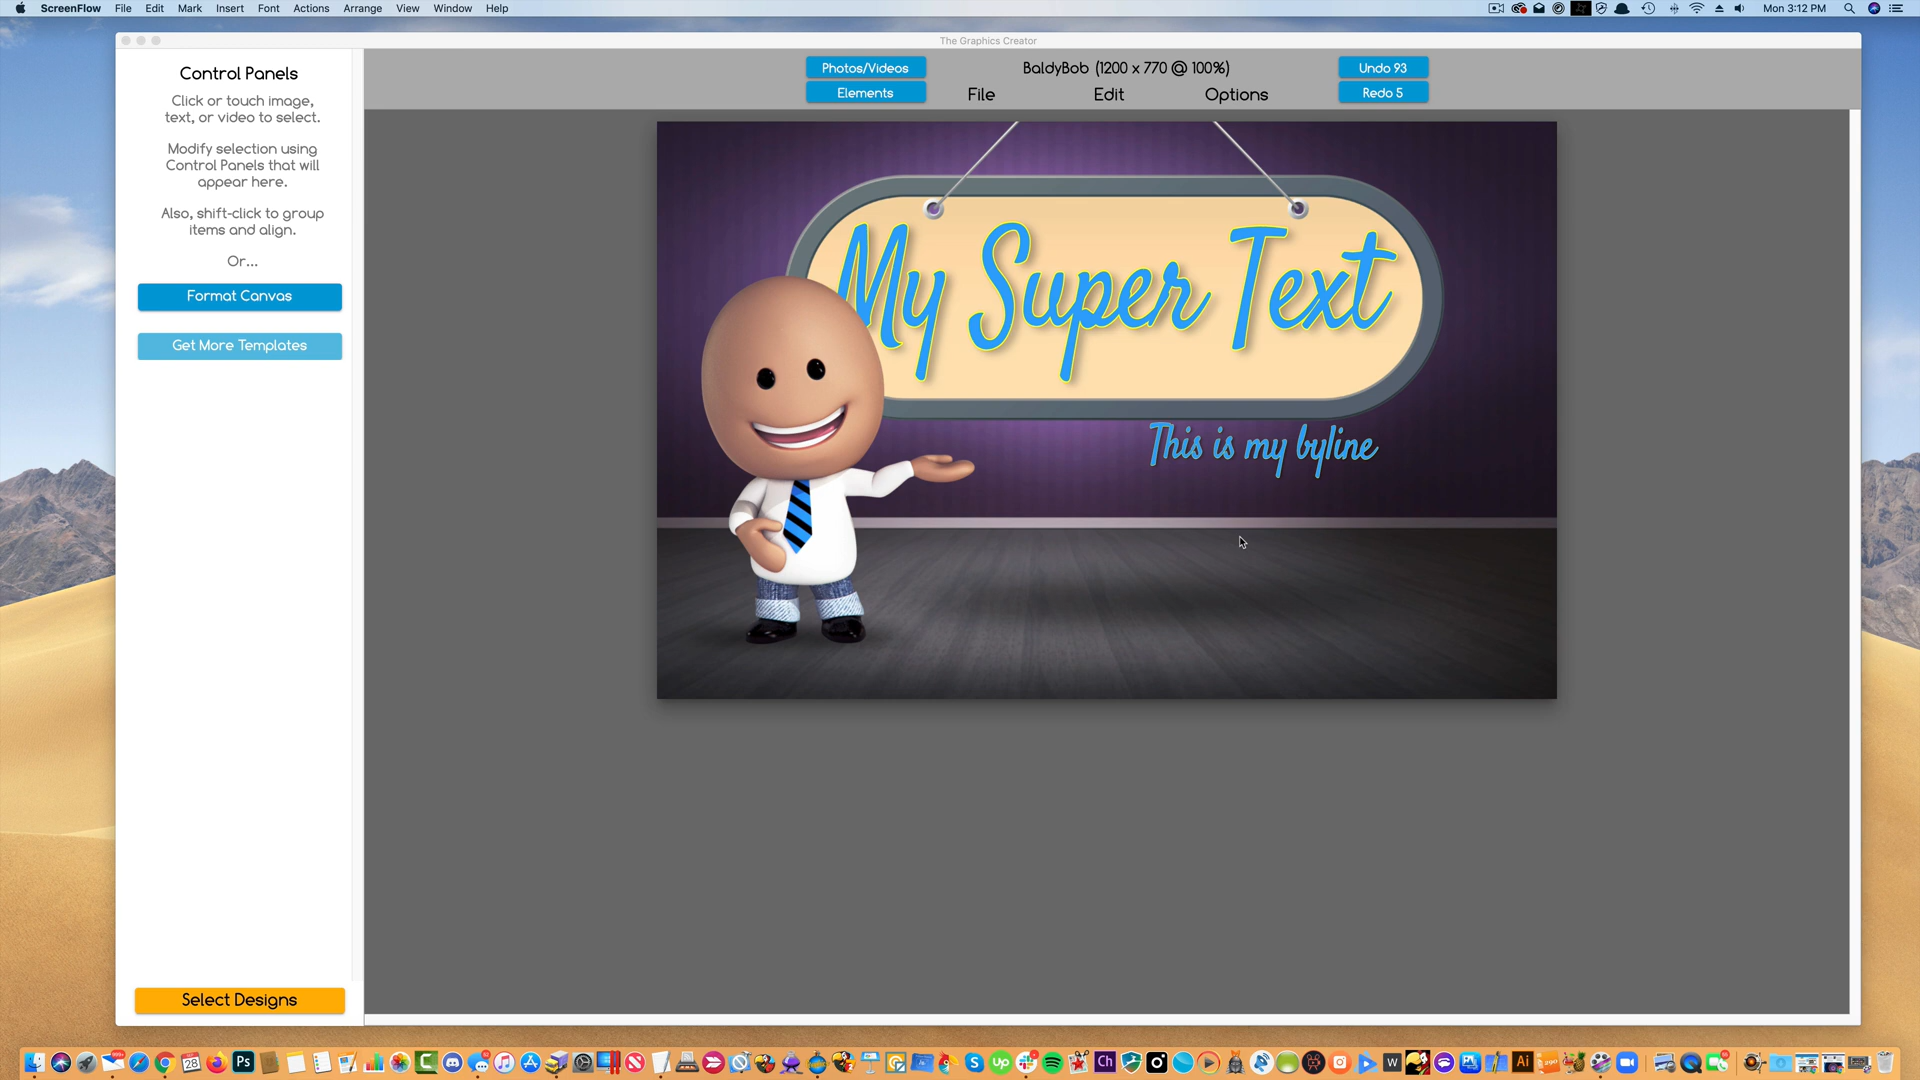 ScreenFlow File Edit Mark Insert Font Actions Arrange View Window Help Mon 3:12 PM
The Graphics Creator
Control Panels
Click or touch image,
text, or video to select.
Modify selection using
Control Panels that will
appear here.
Also, shift-click to group
items and align.
Or...
Format Canvas
Get More Templates
Select Designs
Photos/Videos BaldyBob (1200 x 770 @ 100%) Undo 93
Elements File Edit Options Redo 5
My Super Text
This is my byline